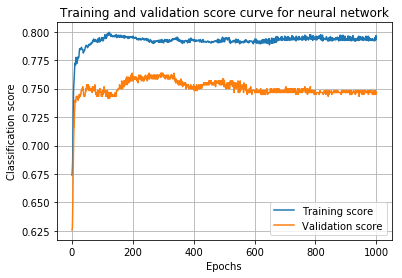 Training and validation score curve for neural network
0.800
0.775
0.750
0.725
0.700
0.675
0.650
0.625
Classification score
0 200 400 600 800 1000
Epochs
Training score
Validation score